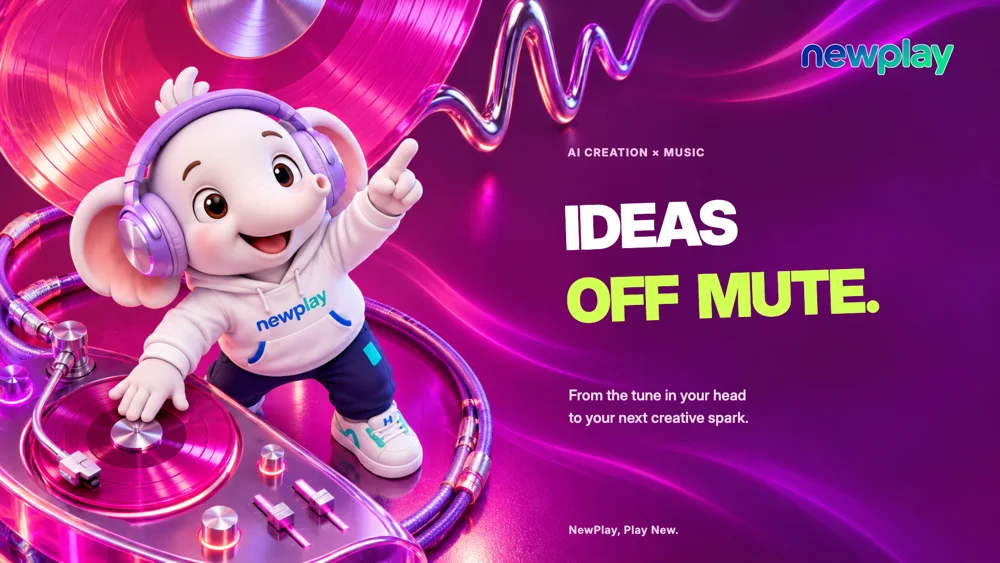 newplay
AI CREATION × MUSIC
IDEAS
OFF MUTE.
From the tune in your head
to your next creative spark.
NewPlay, Play New.
newplay